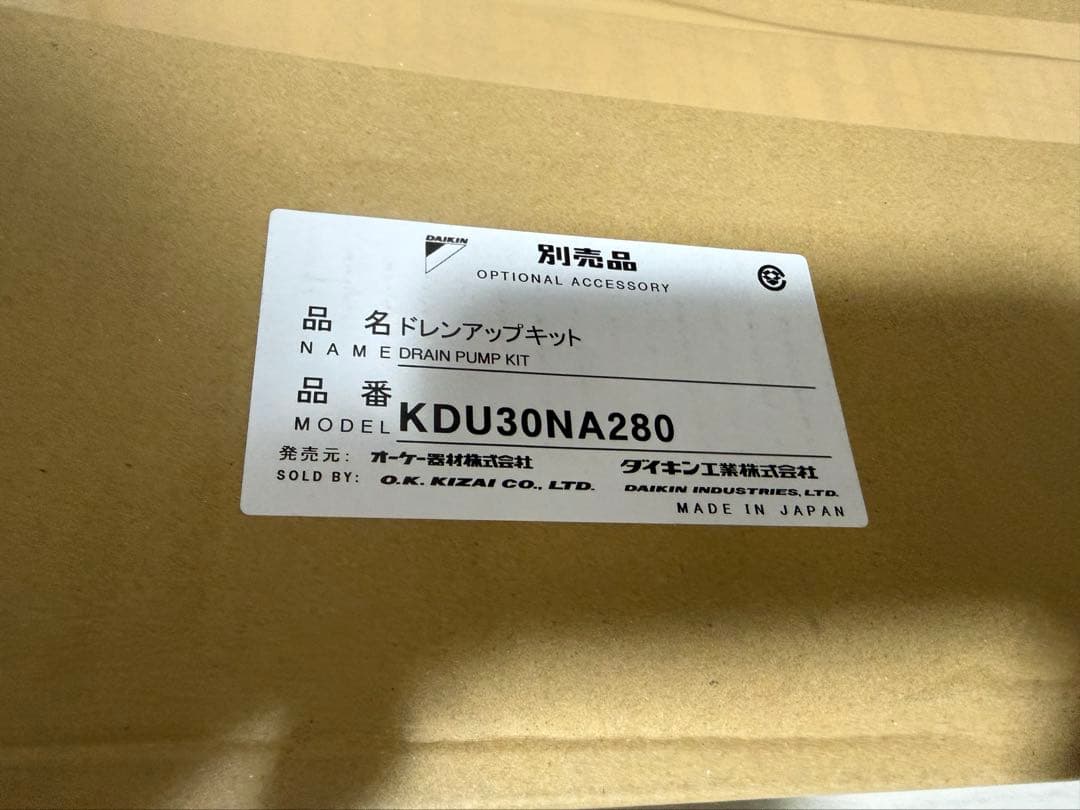 DAIKIN
別売品
OPTIONAL ACCESSORY
品 名 ドレンアップキット
NAME DRAIN PUMP KIT
品 番
MODEL KDU30NA280
発売元: オーケー器材株式会社 ダイキン工業株式会社
SOLD BY: O.K. KIZAI CO., LTD. DAIKIN INDUSTRIES, LTD.
MADE IN JAPAN